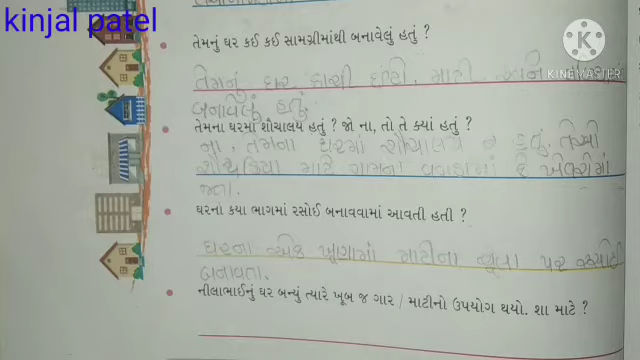 kinjal patel
તેમનું ઘર કઈ કઈ સામગ્રીમાંથી બનાવેલું હતું ?
KINEMASTER
તેમનું ઘર કાચી ઈંટો, માટી
બનાવેલું હતું.
તેમના ઘરમાં શૌચાલય હતું ? જો ના, તો તે ક્યાં હતું ?
ના, તેમના ઘરમાં શૌચાલય ન હતું. તેઓ
માટે ગામના વગડામાં કે ખેતરોમાં
જતા.
ઘરના કયા ભાગમાં રસોઈ બનાવવામાં આવતી હતી ?
ઘરના એક ખૂણામાં માટીના ચૂલા પર રસોઈ
બનાવતા.
નીલાભાઈનું ઘર બન્યું ત્યારે ખૂબ જ ગાર / માટીનો ઉપયોગ થયો. શા માટે ?